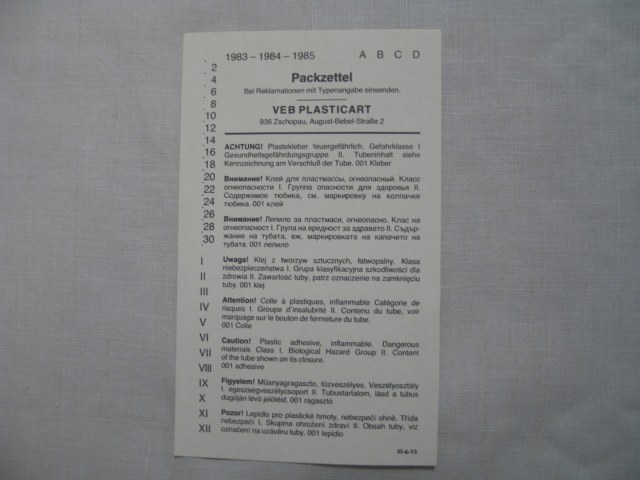 1983 – 1984 – 1985 A B C D
Packzettel
Bei Reklamationen mit Typenangabe einsenden.
VEB PLASTICART
936 Zschopau, August-Bebel-Straße 2
2
4
6
8
10
12
14
16
18
20
22
24
26
28
30
I
II
III
IV
V
VI
VII
VIII
IX
X
XI
XII
ACHTUNG! Plastekleber feuergefährlich. Gefahrklasse I
Gesundheitsgefährdungsgruppe II. Tubeninhalt siehe
Kennzeichnung am Verschluß der Tube. 001 Kleber
Внимание! Клей для пластмассы, огнеопасный. Класс
огнеопасности I. Группа опасности для здоровья II.
Содержимое тюбика, см. маркировку на колпачке
тюбика. 001 клей
Внимание! Лепило за пластмаси, огнеопасно. Клас на
огнеопасност I, Група на вредност за здравето II. Съдър-
жание на тубата, вж. маркировката на капачето на
тубата. 001 лепило
Uwaga! Klej z tworzyw sztucznych, łatwopalny. Klasa
niebezpieczeństwa I. Grupa klasyfikacyjna szkodliwości dla
zdrowia II. Zawartość tuby, patrz oznaczenie na zamknięciu
tuby. 001 klej
Attention! Colle à plastiques, inflammable Catégorie de
risques I. Groupe d'insalubrité II. Contenu du tube, voir
marquage sur le bouton de fermeture du tube.
001 Colle
Caution! Plastic adhesive, inflammable. Dangerous
materials Class I. Biological Hazard Group II. Content
of the tube shown on its closure.
001 adhesive
Figyelem! Müanyagragasztó, tüzveszélyes. Veszélyosztály
I. egeszségveszélycsoport II. Tubustartalom, lásd a tubus
dugóján lévö jelölést. 001 ragasztó
Pozor! Lepidlo pro plastické hmoty, nebezpečí ohně. Třída
nebezpečí I. Skupina ohrožení zdraví II. Obsah tuby, viz
označení na uzávěru tuby. 001 lepidlo
III-6-13